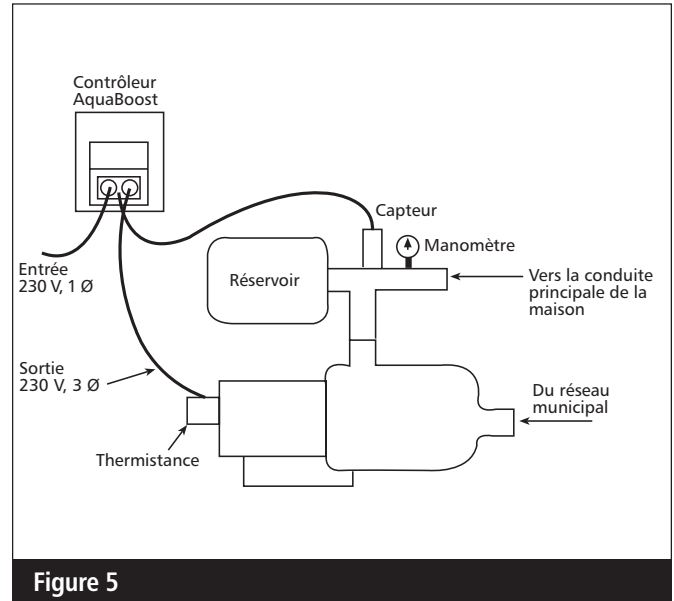 Contrôleur
AquaBoost
Capteur
Manomètre
Entrée
230 V, 1 Ø
Réservoir
Vers la conduite
principale de la
maison
Sortie
230 V, 3 Ø
Du réseau
municipal
Thermistance
Figure 5